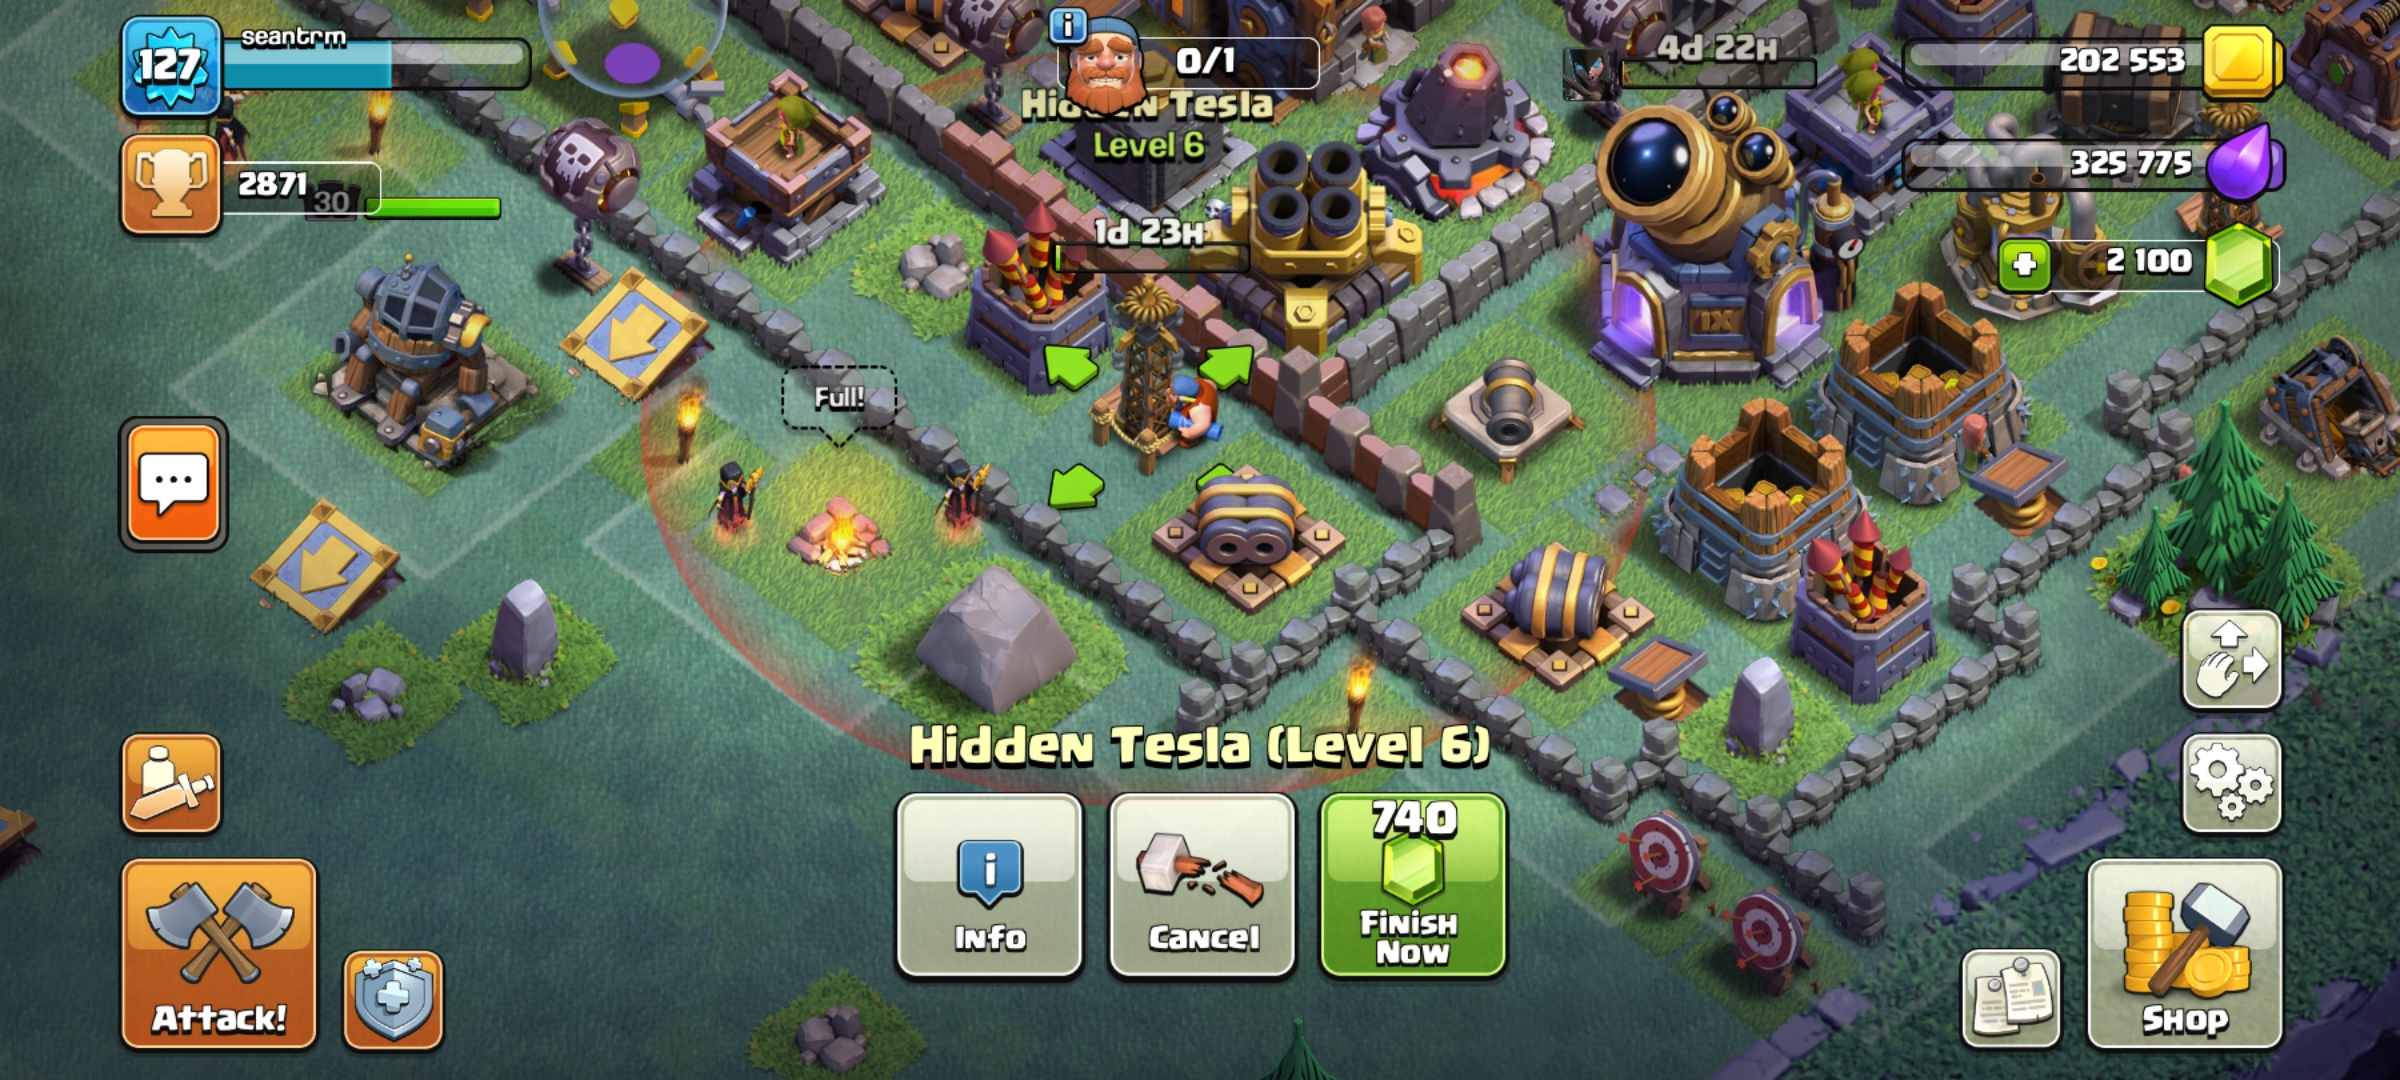 127
seantrm
0/1
4d 22h
202 553
Hidden Tesla
Level 6
325 775
2871
30
1d 23h
2 100
IX
Full!
Hidden Tesla (Level 6)
740
Info
Cancel
Finish
Now
Attack!
Shop